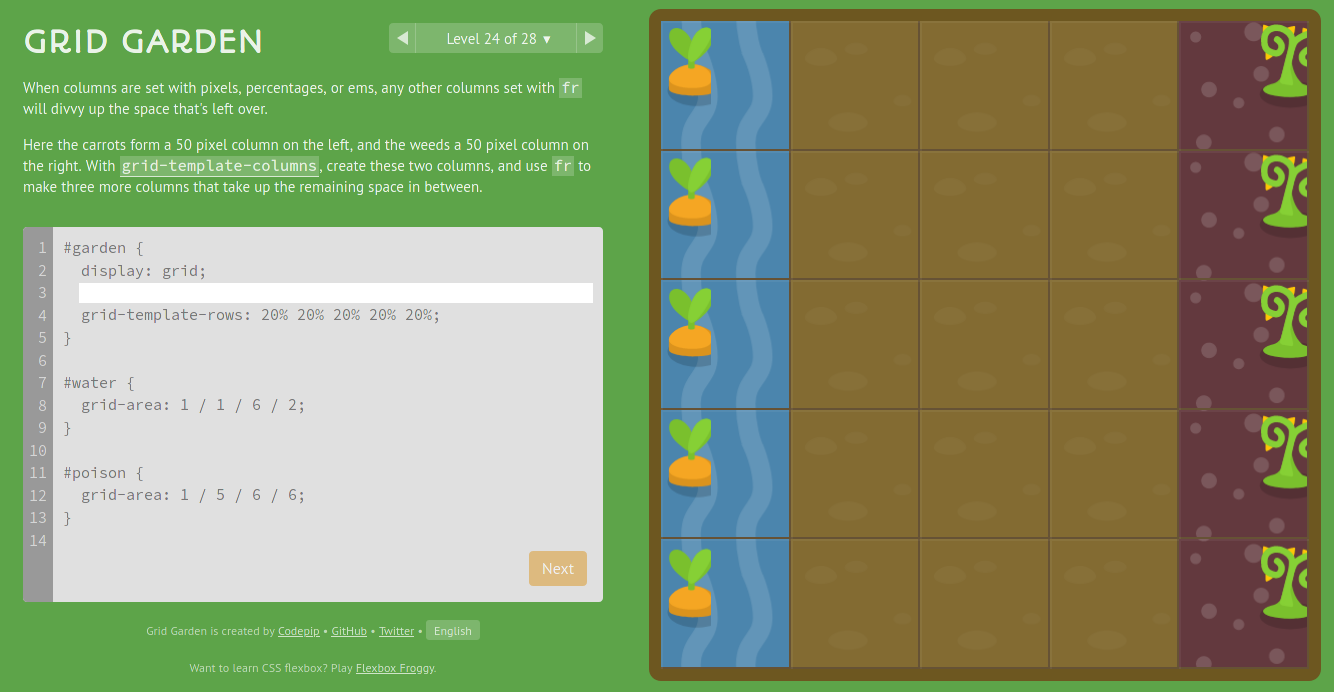 GRID GARDEN
◀ Level 24 of 28 ▼ ▶
When columns are set with pixels, percentages, or ems, any other columns set with fr
will divvy up the space that's left over.
Here the carrots form a 50 pixel column on the left, and the weeds a 50 pixel column on
the right. With grid-template-columns, create these two columns, and use fr to
make three more columns that take up the remaining space in between.
1 #garden {
2 display: grid;
3
4 grid-template-rows: 20% 20% 20% 20% 20%;
5 }
6
7 #water {
8 grid-area: 1 / 1 / 6 / 2;
9 }
10
11 #poison {
12 grid-area: 1 / 5 / 6 / 6;
13 }
14
Next
Grid Garden is created by Codepip • GitHub • Twitter • English
Want to learn CSS flexbox? Play Flexbox Froggy.